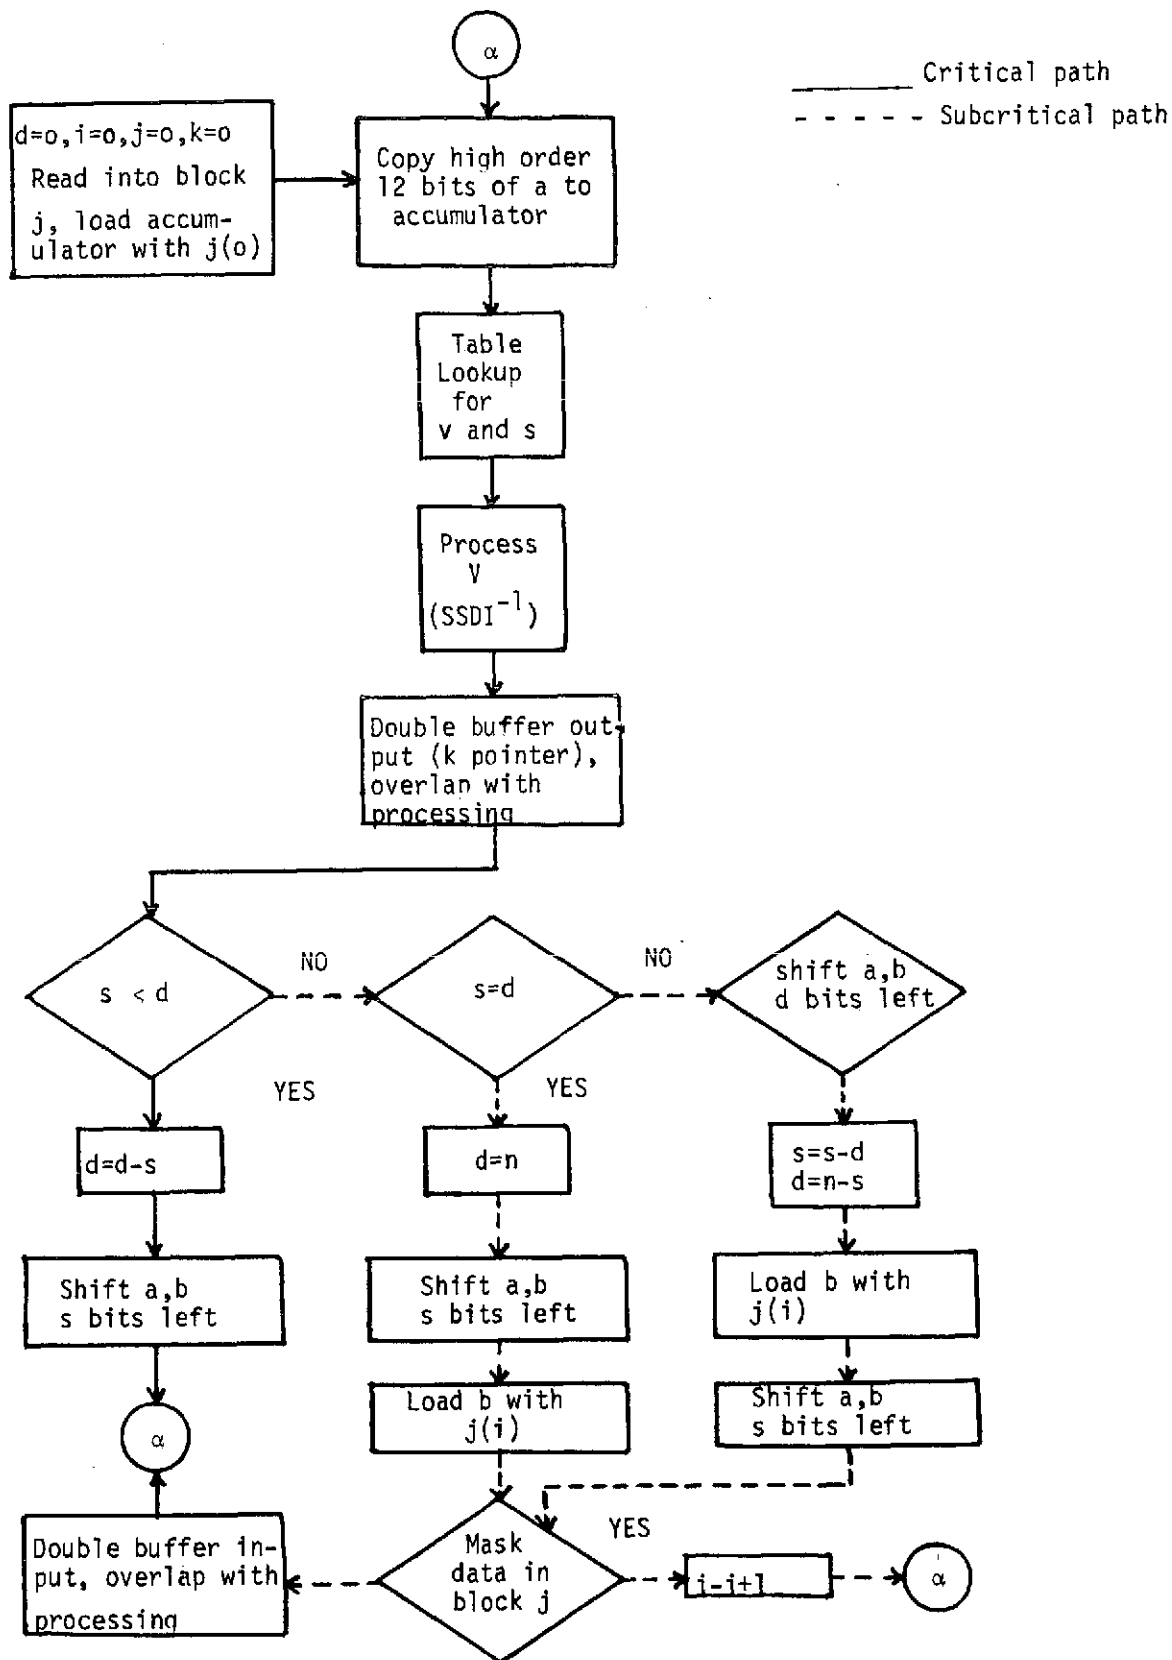 α
Critical path
Subcritical path
d=o,i=o,j=o,k=o
Read into block
j, load accum-
ulator with j(o)
Copy high order
12 bits of a to
accumulator
Table
Lookup
for
v and s
Process
V
(SSDI⁻¹)
Double buffer out-
put (k pointer),
overlap with
processing
s < d
NO
s=d
NO
shift a,b
d bits left
YES
YES
d=d-s
d=n
s=s-d
d=n-s
Shift a,b
s bits left
Shift a,b
s bits left
Load b with
j(i)
α
Load b with
j(i)
Shift a,b
s bits left
Double buffer in-
put, overlap with
processing
Mask
data in
block j
YES
i-i+1
α